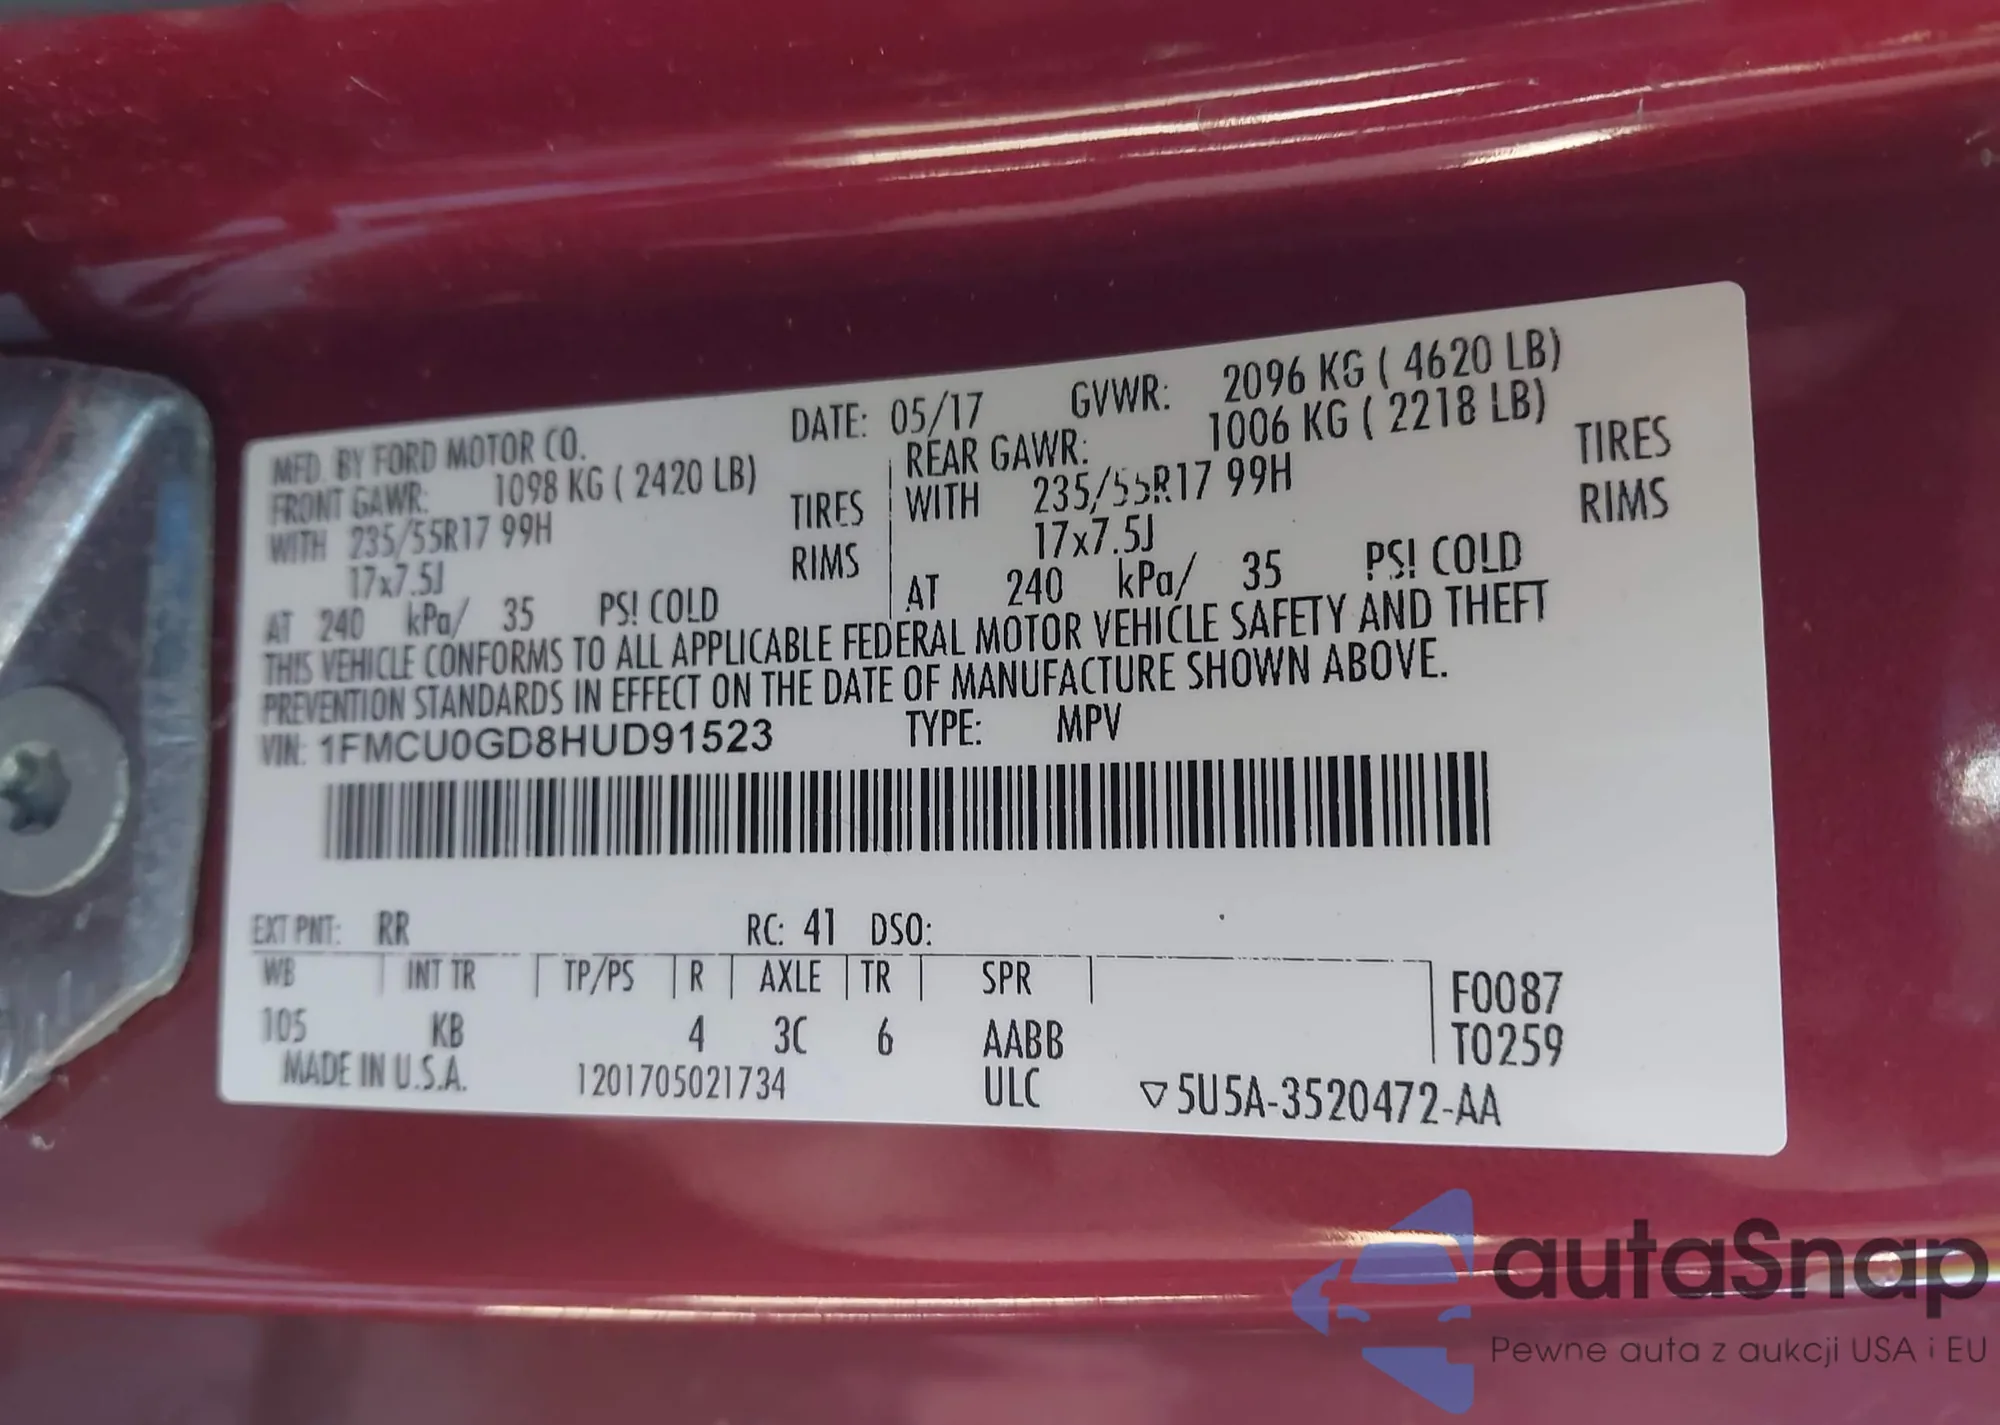 MFD. BY FORD MOTOR CO. DATE: 05/17 GVWR: 2096 KG ( 4620 LB)
FRONT GAWR: 1098 KG ( 2420 LB) REAR GAWR: 1006 KG ( 2218 LB)
WITH 235/55R17 99H TIRES WITH 235/55R17 99H TIRES
17x7.5J RIMS 17x7.5J RIMS
AT 240 kPa/ 35 PS! COLD AT 240 kPa/ 35 PS! COLD
THIS VEHICLE CONFORMS TO ALL APPLICABLE FEDERAL MOTOR VEHICLE SAFETY AND THEFT
PREVENTION STANDARDS IN EFFECT ON THE DATE OF MANUFACTURE SHOWN ABOVE.
VIN: 1FMCU0GD8HUD91523 TYPE: MPV
EXT PNT: RR RC: 41 DSO:
WB INT TR TP/PS R AXLE TR SPR F0087
105 KB 4 3C 6 AABB T0259
MADE IN U.S.A. 1201705021734 ULC ▽5U5A-3520472-AA
autaSnap
Pewne auta z aukcji USA i EU